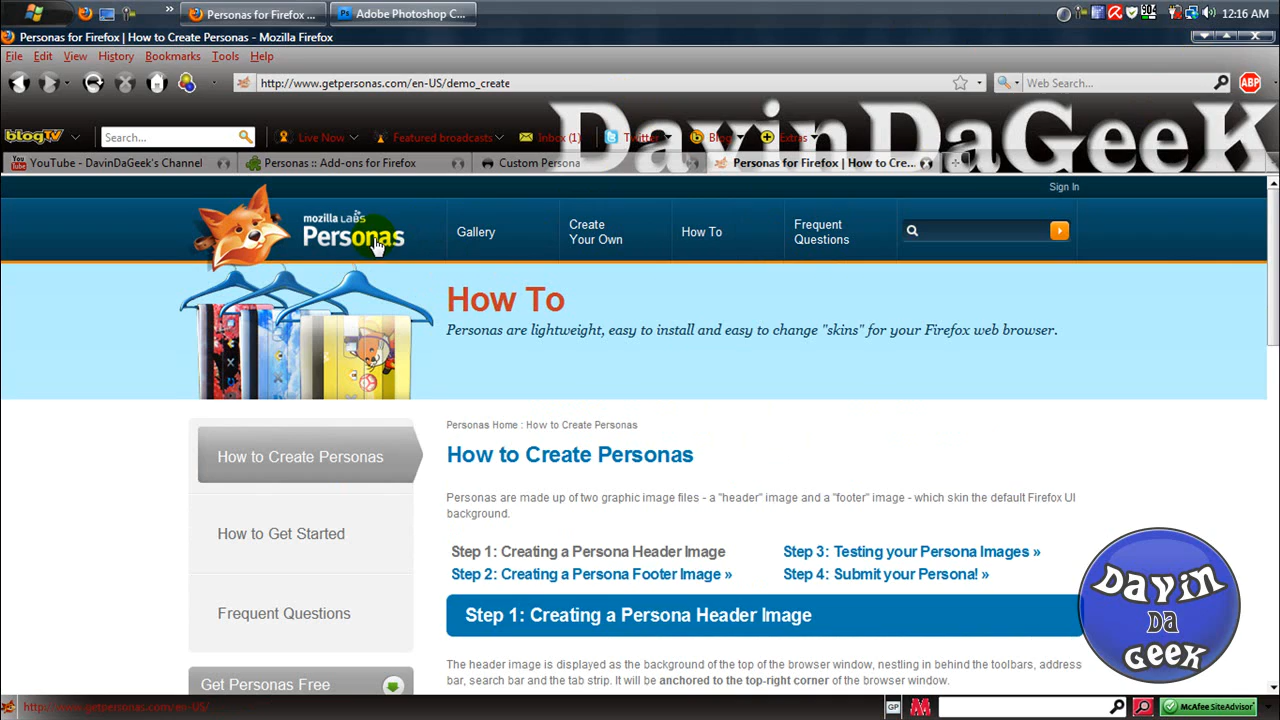 Personas for Firefox ...
Adobe Photoshop C...
12:16 AM
Personas for Firefox | How to Create Personas - Mozilla Firefox
File Edit View History Bookmarks Tools Help
http://www.getpersonas.com/en-US/demo_create
Web Search...
ABP
DavinDaGeeK
blogTV
Search...
Live Now
Featured broadcasts
Inbox (1)
Twitter
Extras
YouTube - DavinDaGeek's Channel
Personas :: Add-ons for Firefox
Custom Persona
Personas for Firefox | How to Cre...
Sign In
mozilla LABS
Personas
Gallery
Create
Your Own
How To
Frequent
Questions
How To
Personas are lightweight, easy to install and easy to change "skins" for your Firefox web browser.
Personas Home : How to Create Personas
How to Create Personas
How to Create Personas
Personas are made up of two graphic image files - a "header" image and a "footer" image - which skin the default Firefox UI
background.
How to Get Started
Step 1: Creating a Persona Header Image
Step 3: Testing your Persona Images »
Step 2: Creating a Persona Footer Image »
Step 4: Submit your Persona! »
Frequent Questions
Step 1: Creating a Persona Header Image
The header image is displayed as the background of the top of the browser window, nestling in behind the toolbars, address
bar, search bar and the tab strip. It will be anchored to the top-right corner of the browser window.
Get Personas Free
Davin
Da
Geek
http://www.getpersonas.com/en-US/
GP
McAfee SiteAdvisor